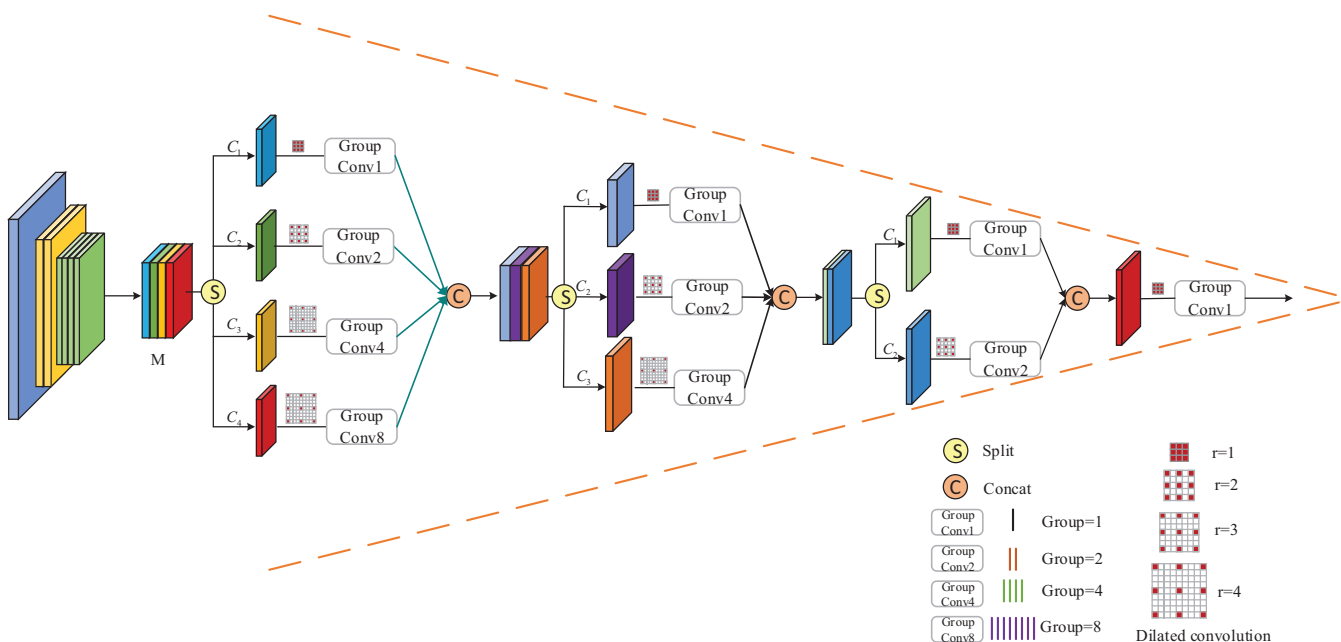 C1
Group
Conv1
C2
Group
Conv2
C3
Group
Conv4
C4
Group
Conv8
M
S
C
C1
Group
Conv1
C2
Group
Conv2
C3
Group
Conv4
S
C
C1
Group
Conv1
C2
Group
Conv2
S
C
Group
Conv1
S Split
C Concat
Group
Conv1
Group=1
Group
Conv2
Group=2
Group
Conv4
Group=4
Group
Conv8
Group=8
r=1
r=2
r=3
r=4
Dilated convolution